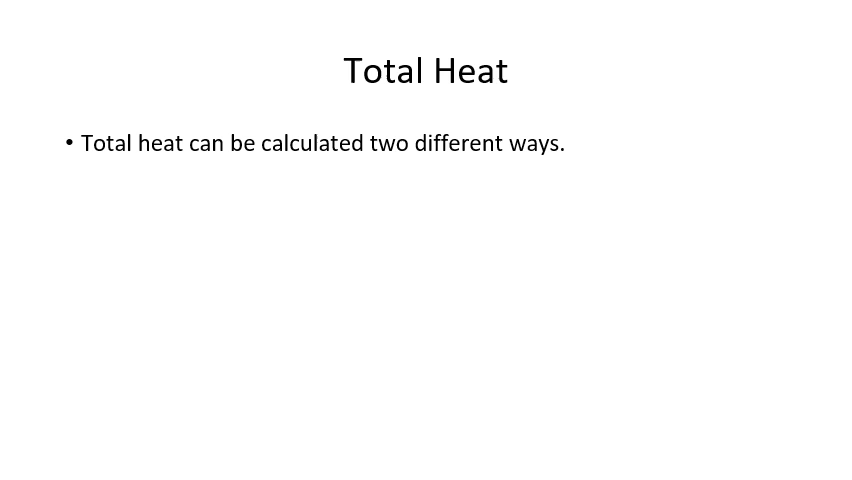 Total Heat
• Total heat can be calculated two different ways.